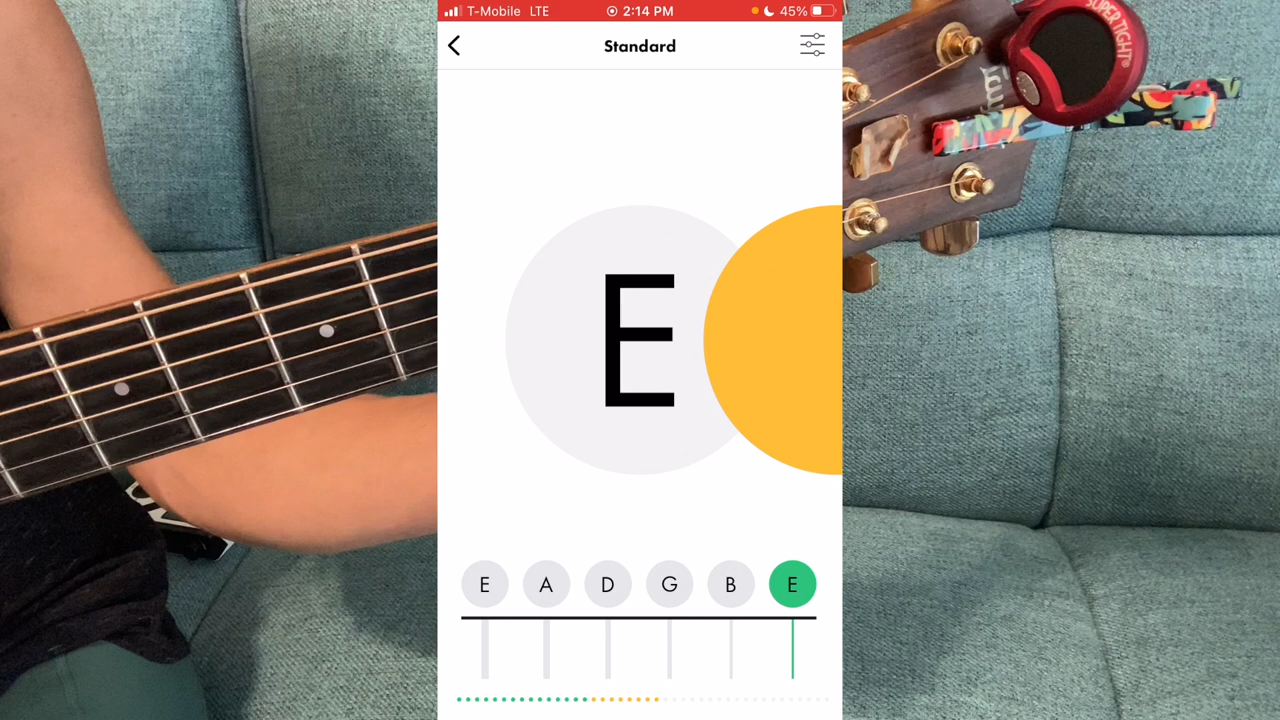 T-Mobile LTE 2:14 PM 45%
Standard
SUPER TIGHT®
E
E A D G B E